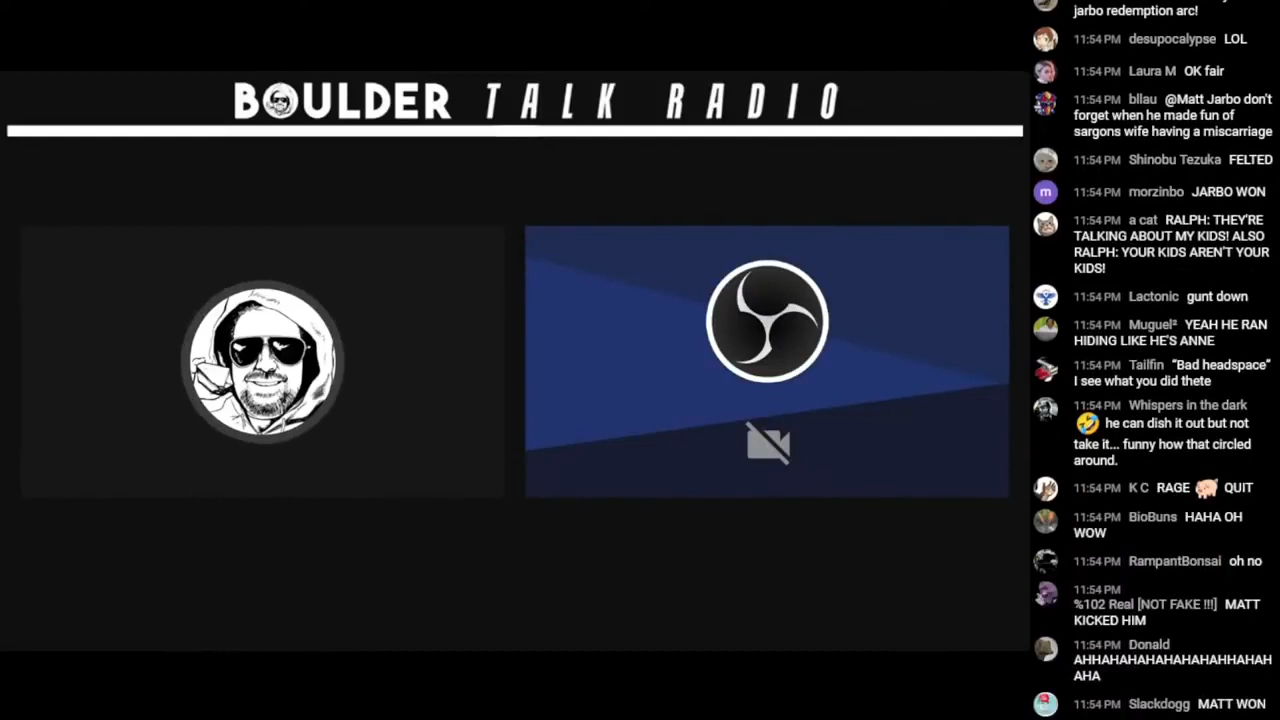 BOULDER TALK RADIO
jarbo redemption arc!
11:54 PM desupocalypse LOL
11:54 PM Laura M OK fair
11:54 PM bllau @Matt Jarbo don't
forget when he made fun of
sargons wife having a miscarriage
11:54 PM Shinobu Tezuka FELTED
m
11:54 PM morzinbo JARBO WON
11:54 PM a cat RALPH: THEY'RE
TALKING ABOUT MY KIDS! ALSO
RALPH: YOUR KIDS AREN'T YOUR
KIDS!
11:54 PM Lactonic gunt down
11:54 PM Muguel² YEAH HE RAN
HIDING LIKE HE'S ANNE
11:54 PM Tailfin “Bad headspace“
I see what you did thete
11:54 PM Whispers in the dark
🤣 he can dish it out but not
take it... funny how that circled
around.
11:54 PM K C RAGE 🐖 QUIT
11:54 PM BioBuns HAHA OH
WOW
11:54 PM RampantBonsai oh no
11:54 PM
%102 Real [NOT FAKE !!!] MATT
KICKED HIM
11:54 PM Donald
AHHAHAHAHAHAHAHHAHAH
AHA
11:54 PM Slackdogg MATT WON